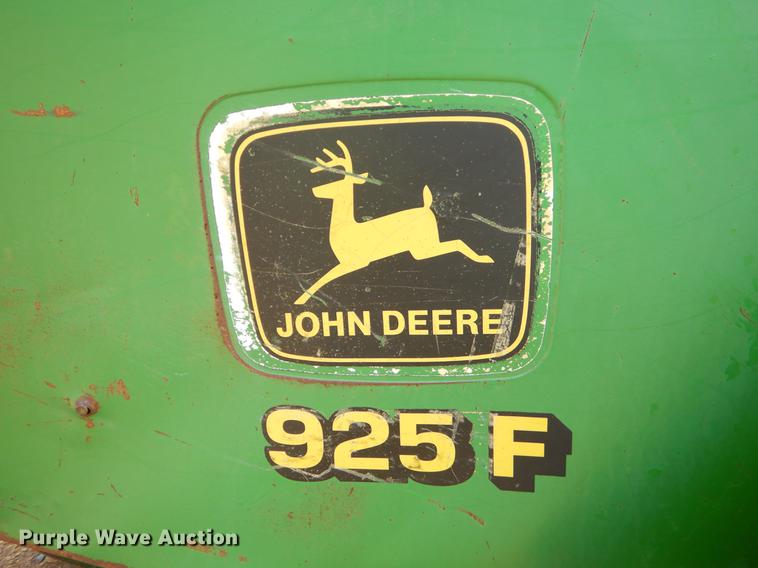 JOHN DEERE
925 F
Purple Wave Auction